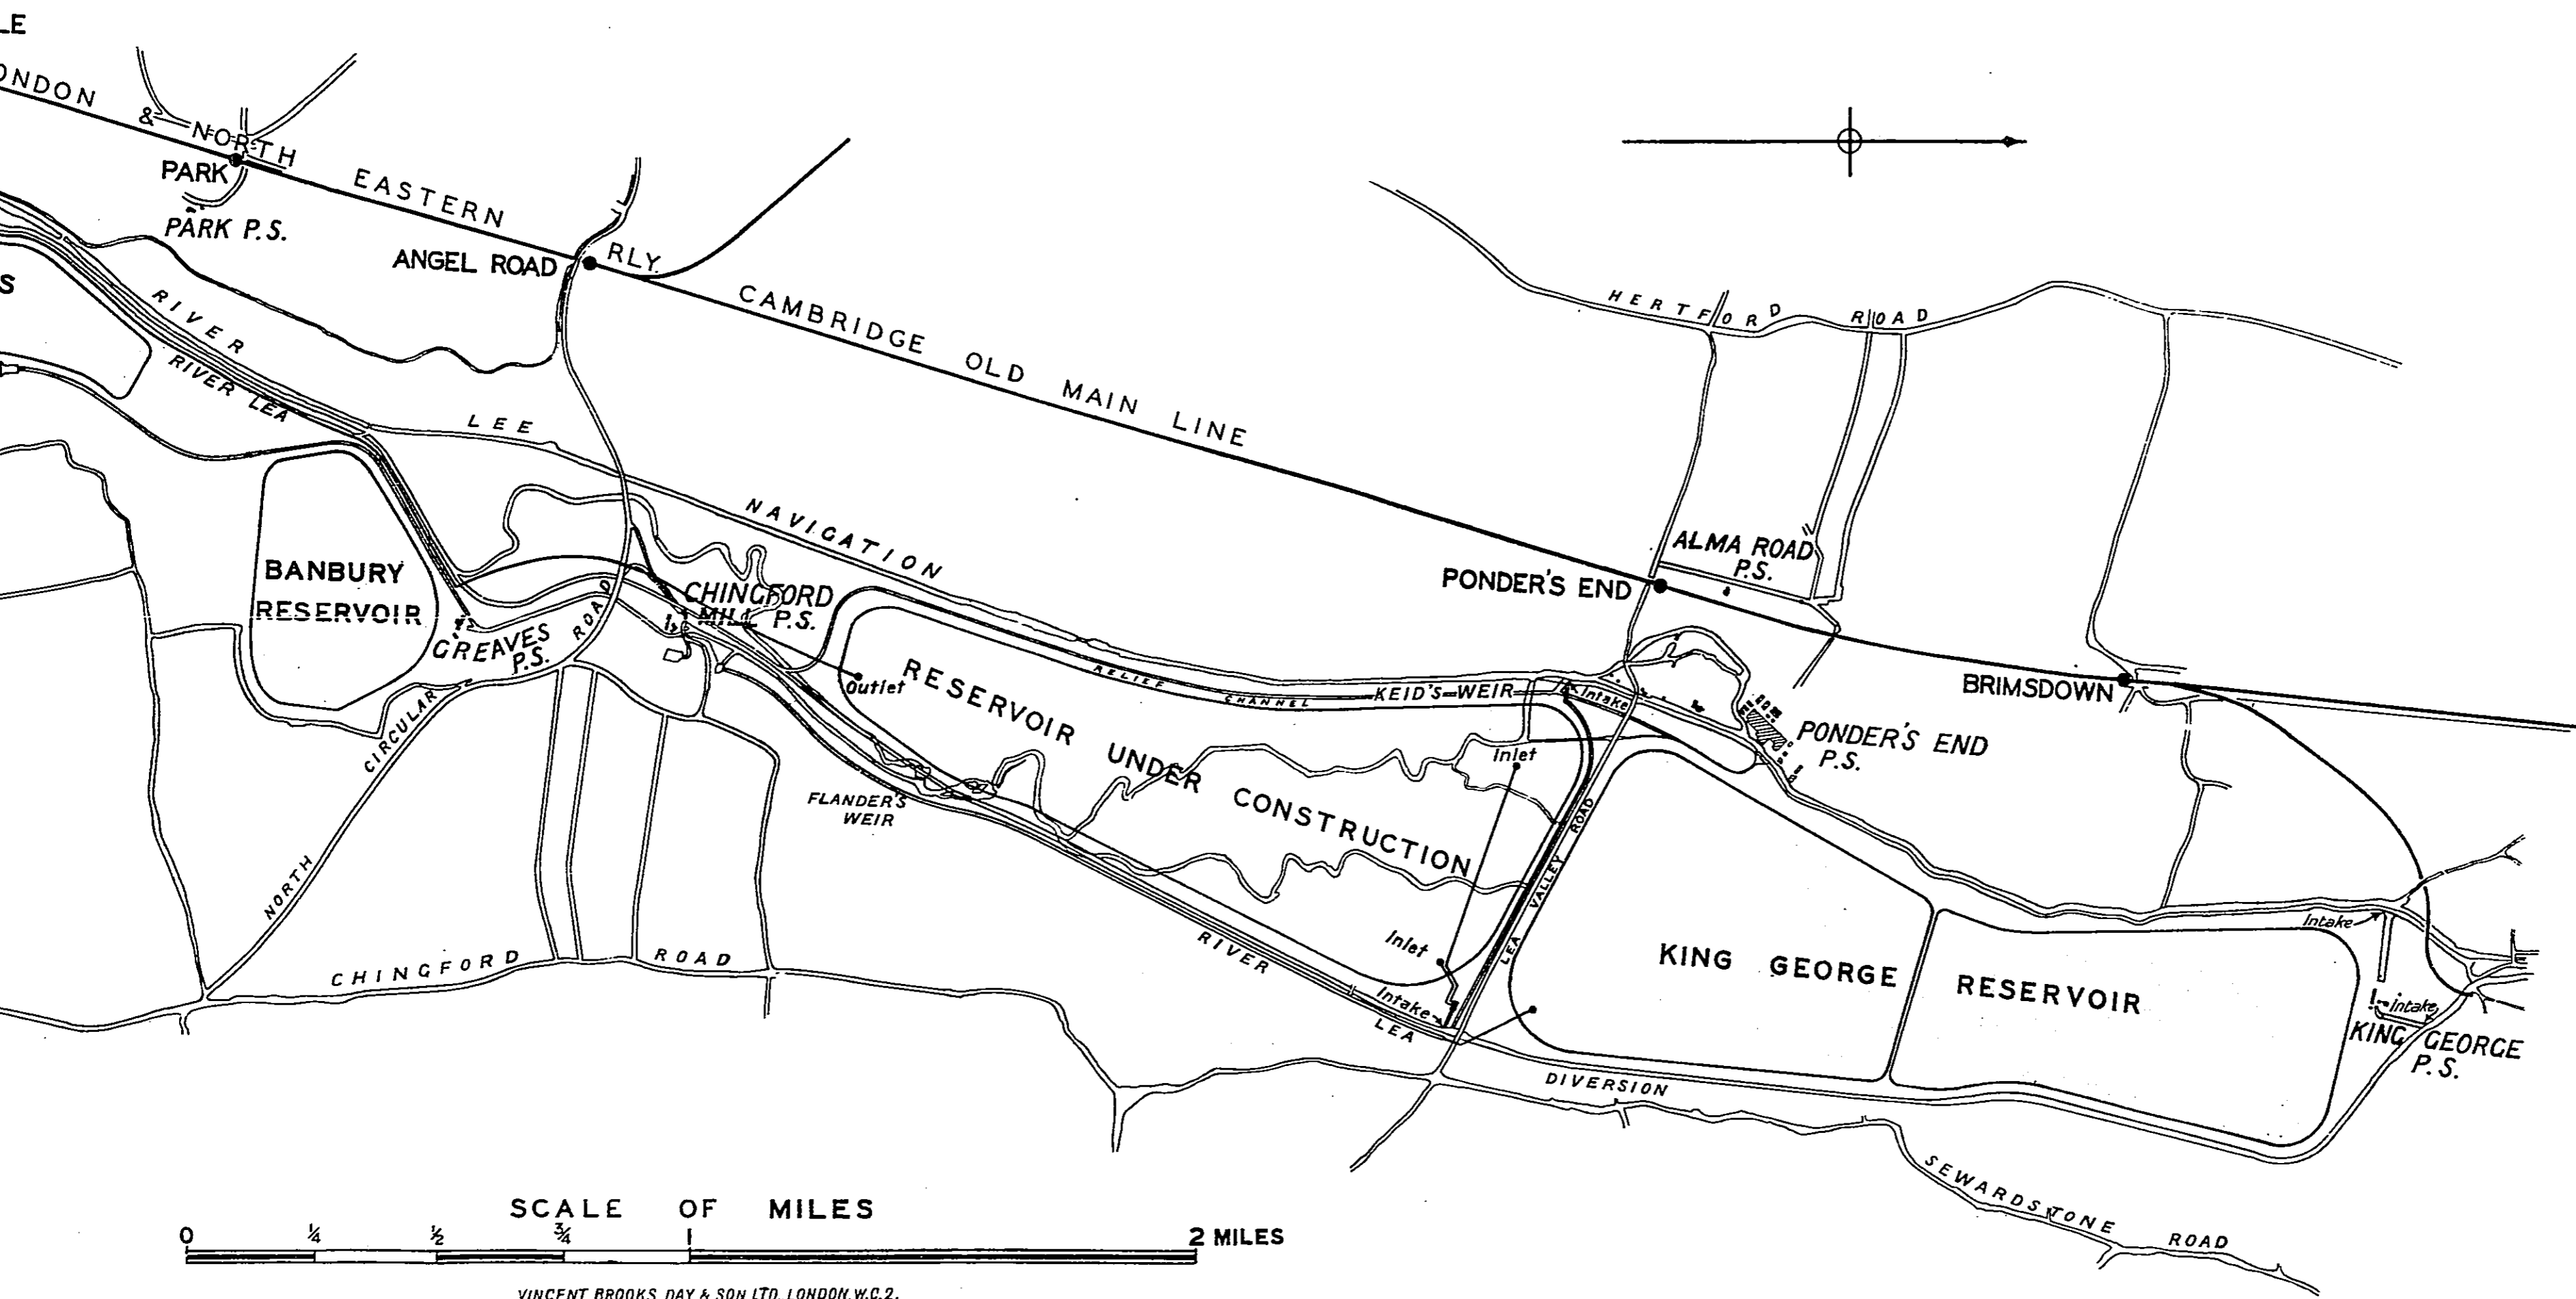 LE
ONDON & NORTH EASTERN RLY.
CAMBRIDGE OLD MAIN LINE
PARK
PARK P.S.
ANGEL ROAD
S
RIVER
RIVER LEA
LEE NAVIGATION
HERTFORD ROAD
BANBURY
RESERVOIR
GREAVES
P.S.
CHINGFORD
MILL P.S.
Outlet
RESERVOIR UNDER CONSTRUCTION
RELIEF CHANNEL
KEID'S WEIR
Intake
PONDER'S END
ALMA ROAD
P.S.
BRIMSDOWN
PONDER'S END
P.S.
Inlet
Inlet
Intake
FLANDER'S
WEIR
NORTH CIRCULAR ROAD
CHINGFORD ROAD
RIVER LEA DIVERSION
LEA VALLEY ROAD
KING GEORGE RESERVOIR
Intake
Intake
KING GEORGE
P.S.
SEWARDSTONE ROAD
SCALE OF MILES
0 ¼ ½ ¾ 1 2 MILES
VINCENT BROOKS, DAY & SON LTD. LONDON. W.C.2.